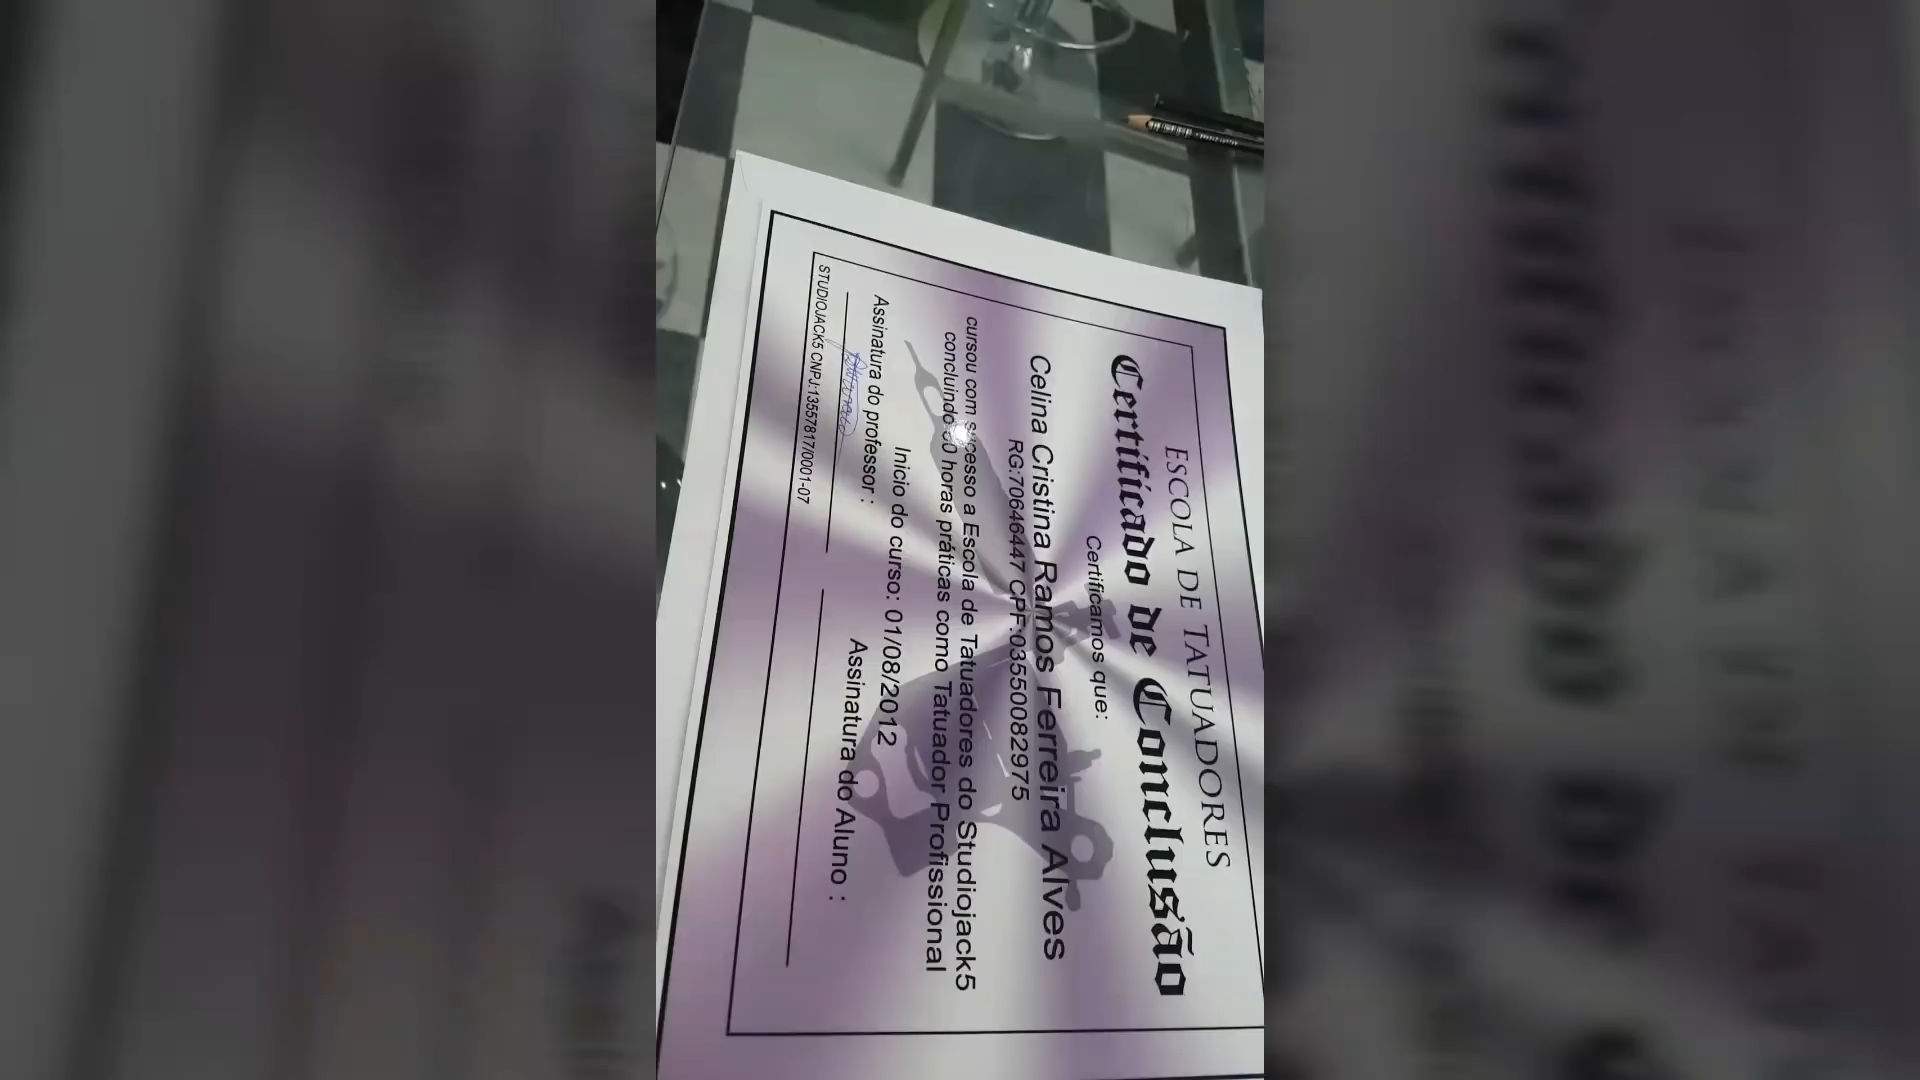 ESCOLA DE TATUADORES
Certificado de Conclusão
Certificamos que:
Celina Cristina Ramos Ferreira Alves
RG:70646447 CPF:03550082975
cursou com sucesso a Escola de Tatuadores do Studiojack5
concluindo horas práticas como Tatuador Profissional
Inicio do curso: 01/08/2012
Assinatura do professor :
Assinatura do Aluno :
STUDIOJACK5 CNPJ:13557817/0001-07